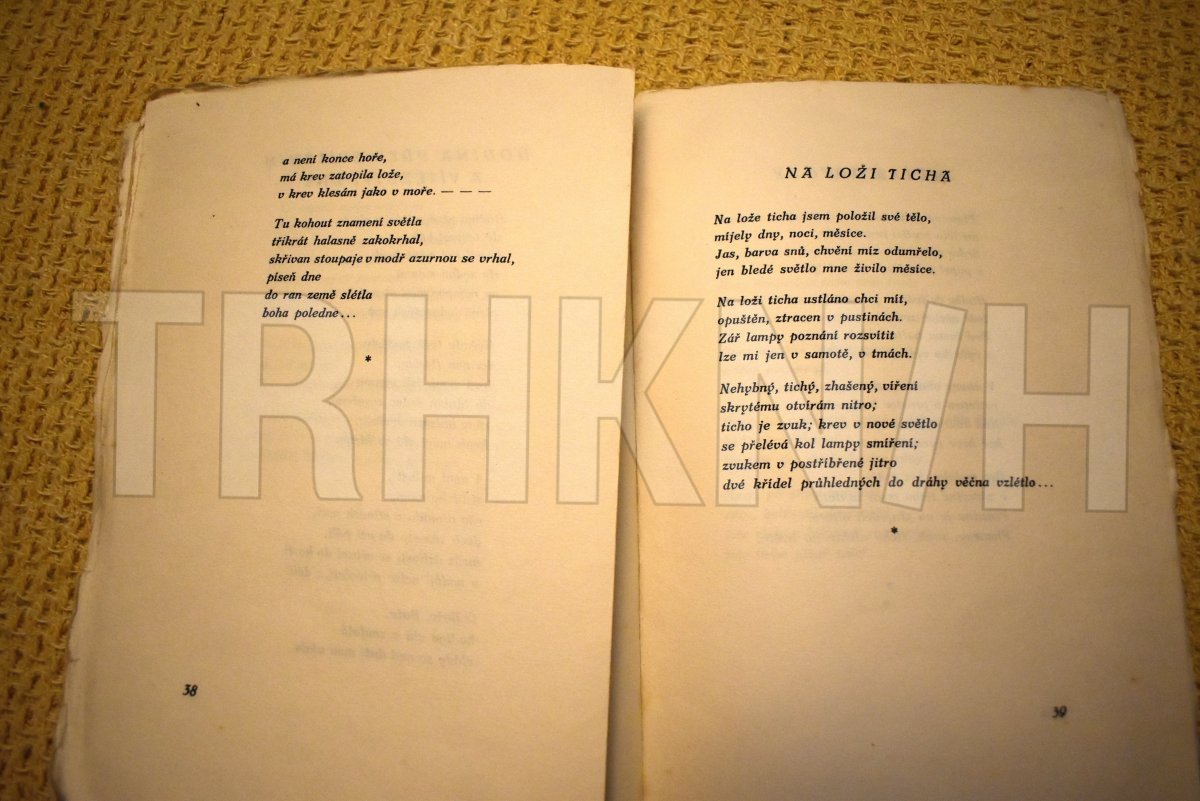 a není konce hoře,
má krev zatopila lože,
v krev klesám jako v moře. — — —
Tu kohout znamení světla
třikrát halasně zakokrhal,
skřivan stoupaje v modř azurnou se vrhal,
píseň dne
do ran země slétla
boha poledne...
*
38
NA LOŽI TICHA
Na lože ticha jsem položil své tělo,
míjely dny, noci, měsíce.
Jas, barva snů, chvění míz odumřelo,
jen bledé světlo mne živilo měsíce.
Na loži ticha ustláno chci mít,
opuštěn, ztracen v pustinách.
Zář lampy poznání rozsvítit
lze mi jen v samotě, v tmách.
Nehybný, tichý, zhašený, víření
skrytému otvírám nitro;
ticho je zvuk; krev v nové světlo
se přelévá kol lampy smíření;
zvukem v postříbřené jitro
dvé křídel průhledných do dráhy věčna vzlétlo...
*
39
TRHKNIH